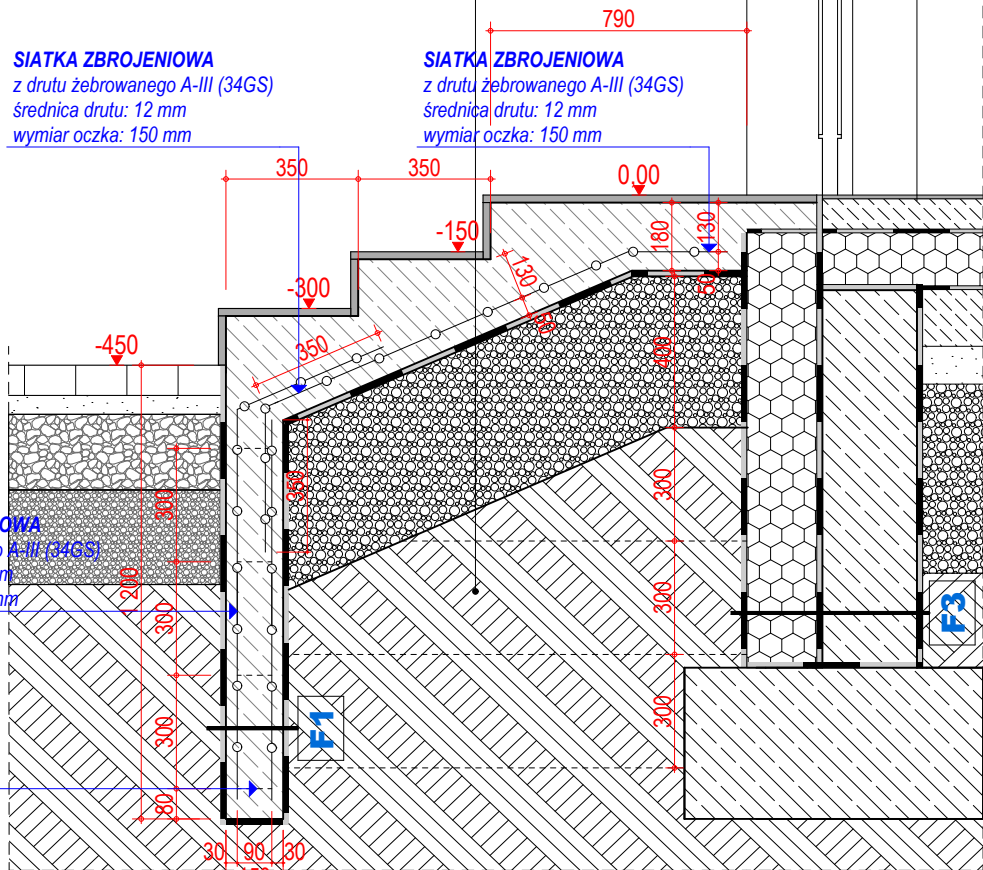 790
SIATKA ZBROJENIOWA
z drutu żebrowanego A-III (34GS)
średnica drutu: 12 mm
wymiar oczka: 150 mm
SIATKA ZBROJENIOWA
z drutu żebrowanego A-III (34GS)
średnica drutu: 12 mm
wymiar oczka: 150 mm
350
350
0,00
180
130
50
-150
130
-300
350
-450
400
350
300
300
300
300
300
300
1200
80
A-III (34GS)
F3
F1
30
90
30